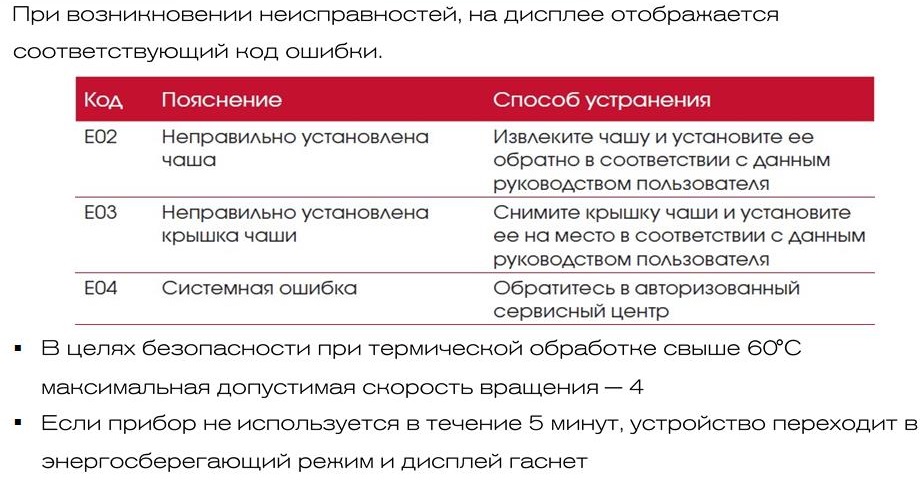 При возникновении неисправностей, на дисплее отображается
соответствующий код ошибки.
Код Пояснение Способ устранения
E02 Неправильно установлена Извлеките чашу и установите ее
чаша обратно в соответствии с данным
руководством пользователя
E03 Неправильно установлена Снимите крышку чаши и установите
крышка чаши ее на место в соответствии с данным
руководством пользователя
E04 Системная ошибка Обратитесь в авторизованный
сервисный центр
▪ В целях безопасности при термической обработке свыше 60°C
максимальная допустимая скорость вращения — 4
▪ Если прибор не используется в течение 5 минут, устройство переходит в
энергосберегающий режим и дисплей гаснет